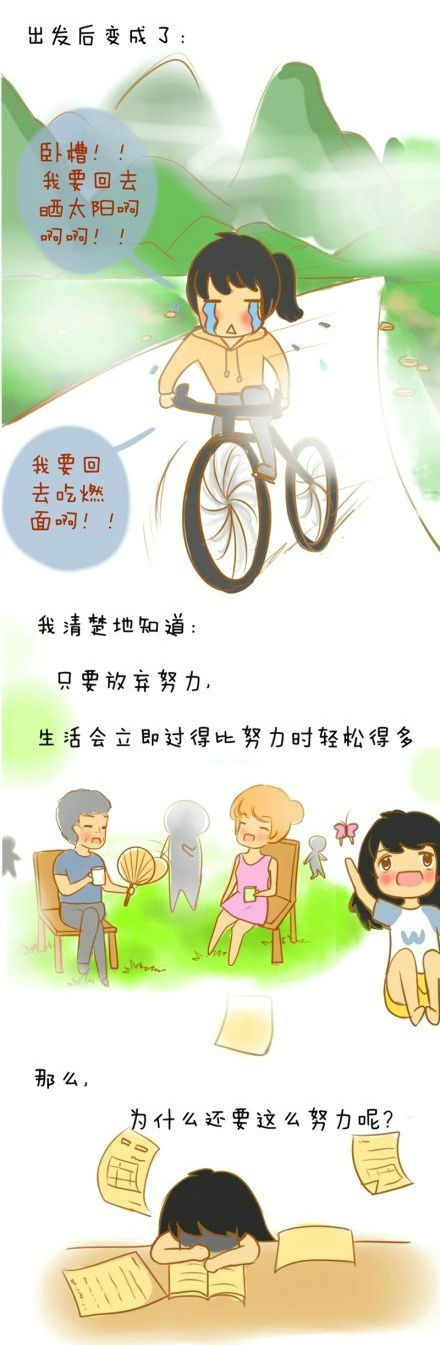 出发后变成了:
卧槽！！
我要回去
晒太阳啊
啊啊！！
我要回
去吃燃
面啊！！
我清楚地知道:
只要放弃努力,
生活会立即过得比努力时轻松得多
W
那么,
为什么还要这么努力呢?